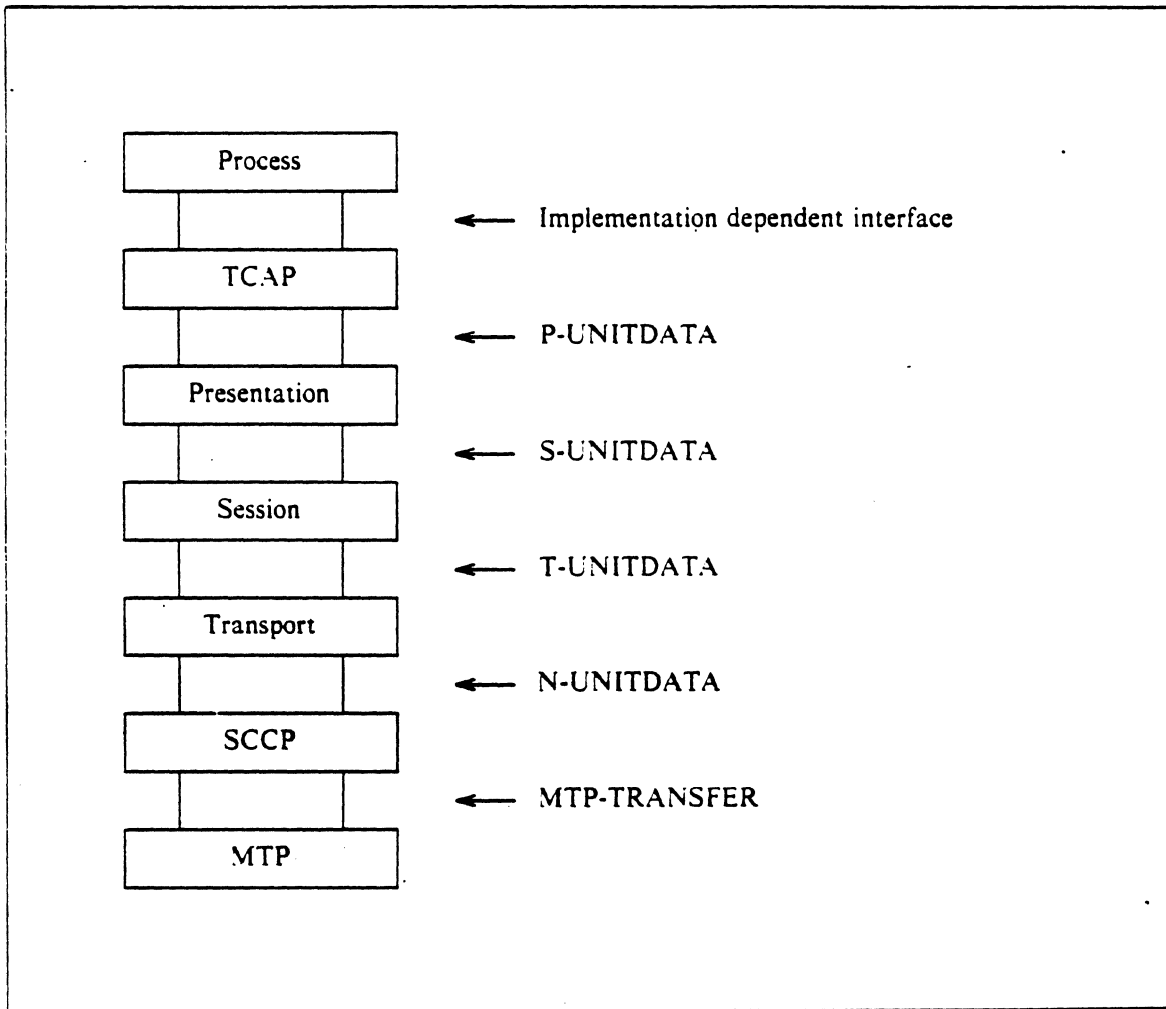 Process
Implementation dependent interface
TCAP
P-UNITDATA
Presentation
S-UNITDATA
Session
T-UNITDATA
Transport
N-UNITDATA
SCCP
MTP-TRANSFER
MTP